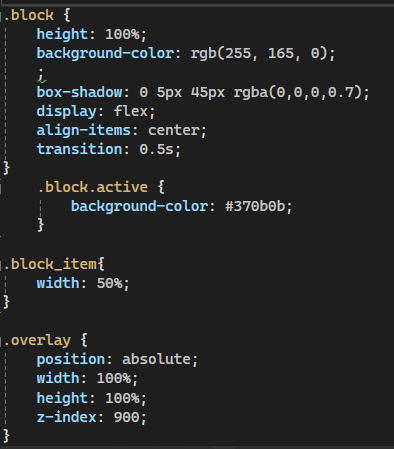 .block {
    height: 100%;
    background-color: rgb(255, 165, 0);
    ;
    box-shadow: 0 5px 45px rgba(0,0,0,0.7);
    display: flex;
    align-items: center;
    transition: 0.5s;
}
    .block.active {
        background-color: #370b0b;
    }
.block_item{
    width: 50%;
}
.overlay {
    position: absolute;
    width: 100%;
    height: 100%;
    z-index: 900;
}